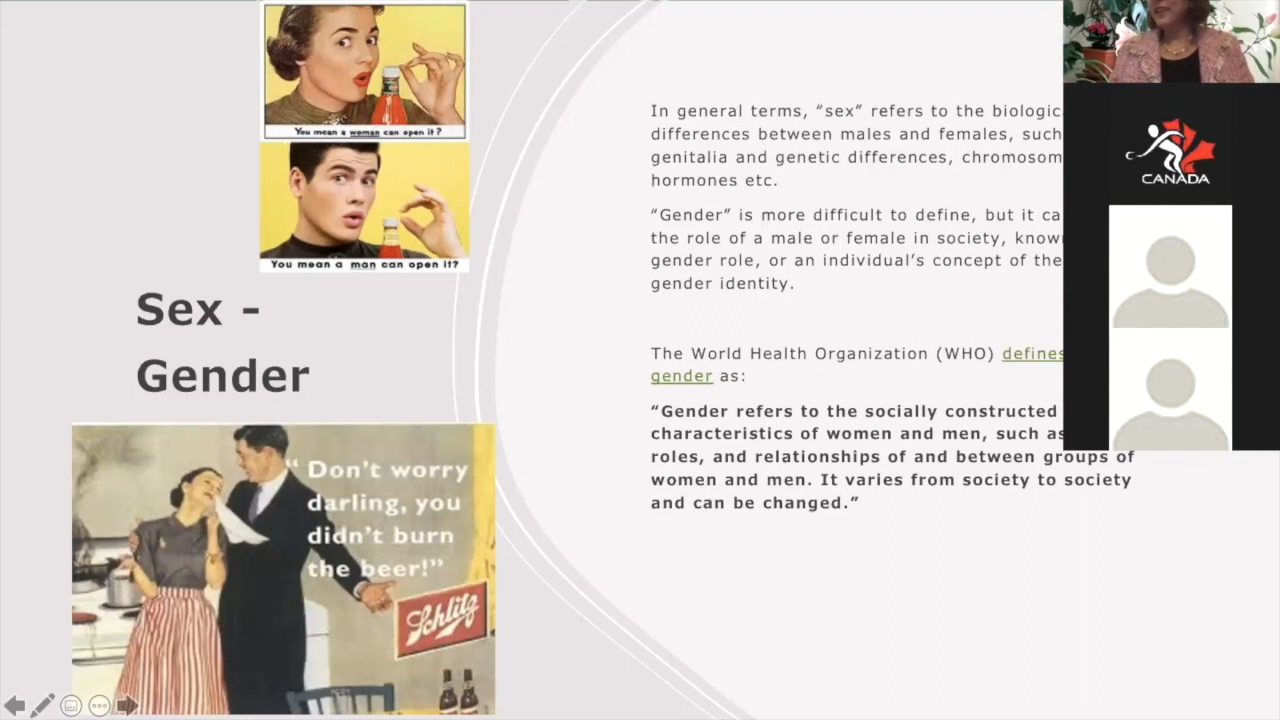 You mean a woman can open it?
You mean a man can open it?
Sex -
Gender
“ Don't worry
darling, you
didn't burn
the beer!”
Schlitz
In general terms, “sex” refers to the
differences between males and females, such
genitalia and genetic differences,
hormones etc.
“Gender” is more difficult to define, but it
the role of a male or female in society,
gender role, or an individual’s concept of
gender identity.
The World Health Organization (WHO) defines
gender as:
“Gender refers to the socially constructed
characteristics of women and men, such as
roles, and relationships of and between groups of
women and men. It varies from society to society
and can be changed.”
CANADA